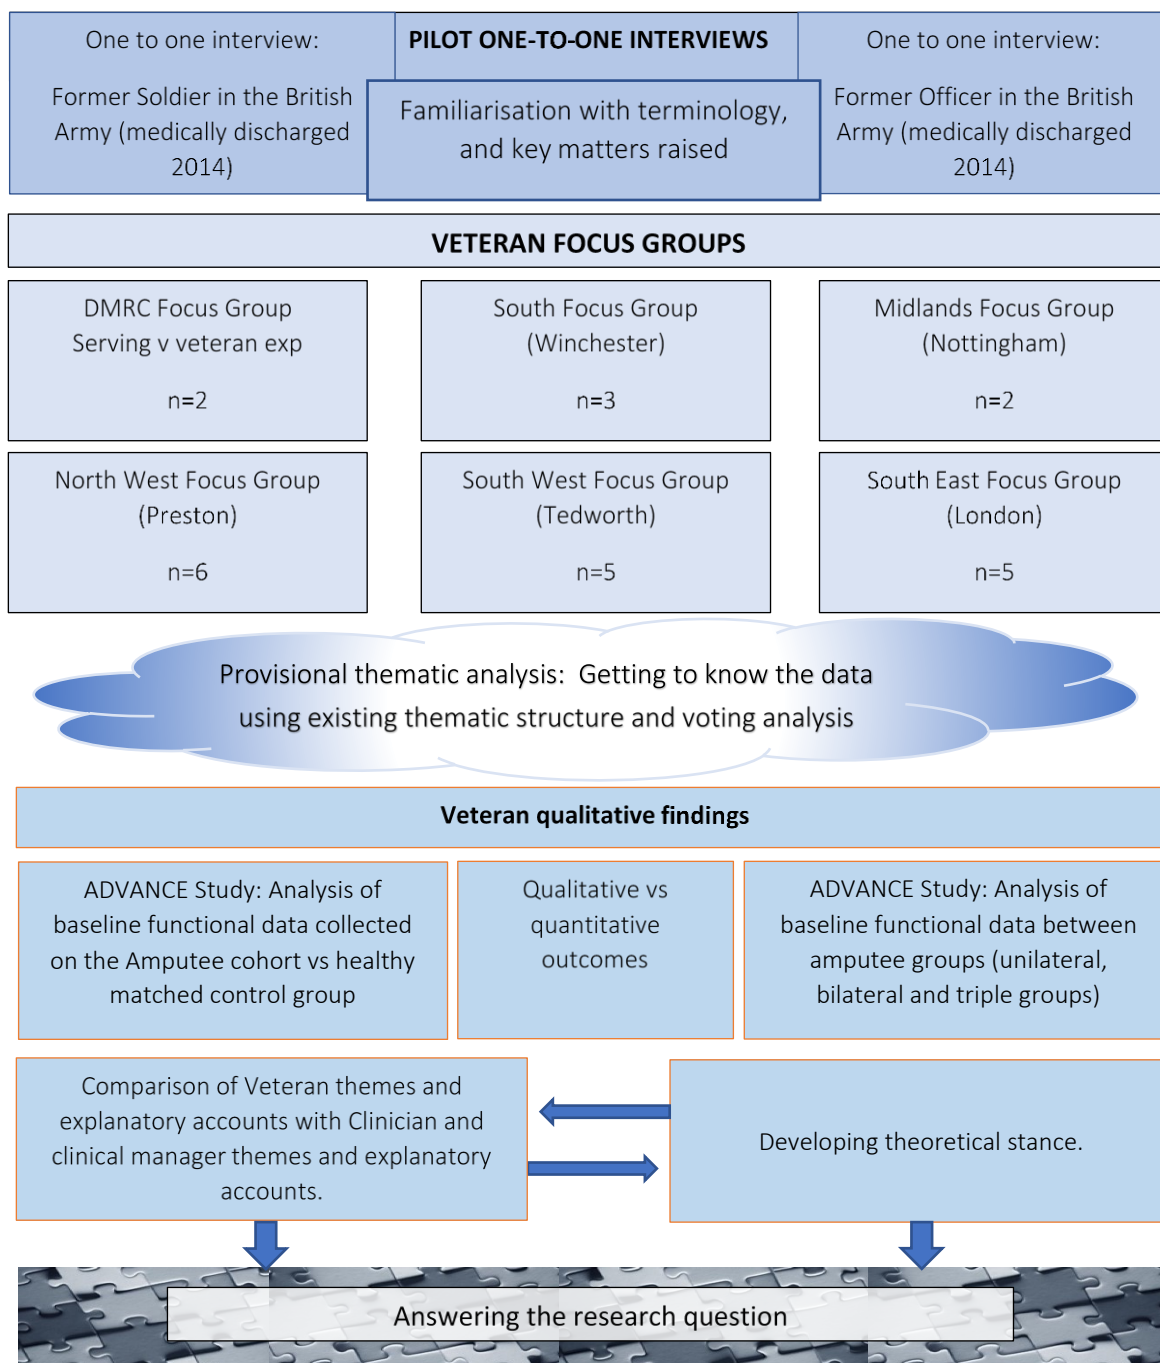 One to one interview:
Former Soldier in the British
Army (medically discharged
2014)
PILOT ONE-TO-ONE INTERVIEWS
Familiarisation with terminology,
and key matters raised
One to one interview:
Former Officer in the British
Army (medically discharged
2014)
VETERAN FOCUS GROUPS
DMRC Focus Group
Serving v veteran exp
n=2
South Focus Group
(Winchester)
n=3
Midlands Focus Group
(Nottingham)
n=2
North West Focus Group
(Preston)
n=6
South West Focus Group
(Tedworth)
n=5
South East Focus Group
(London)
n=5
Provisional thematic analysis: Getting to know the data
using existing thematic structure and voting analysis
Veteran qualitative findings
ADVANCE Study: Analysis of
baseline functional data collected
on the Amputee cohort vs healthy
matched control group
Qualitative vs
quantitative
outcomes
ADVANCE Study: Analysis of
baseline functional data between
amputee groups (unilateral,
bilateral and triple groups)
Comparison of Veteran themes and
explanatory accounts with Clinician and
clinical manager themes and explanatory
accounts.
Developing theoretical stance.
Answering the research question